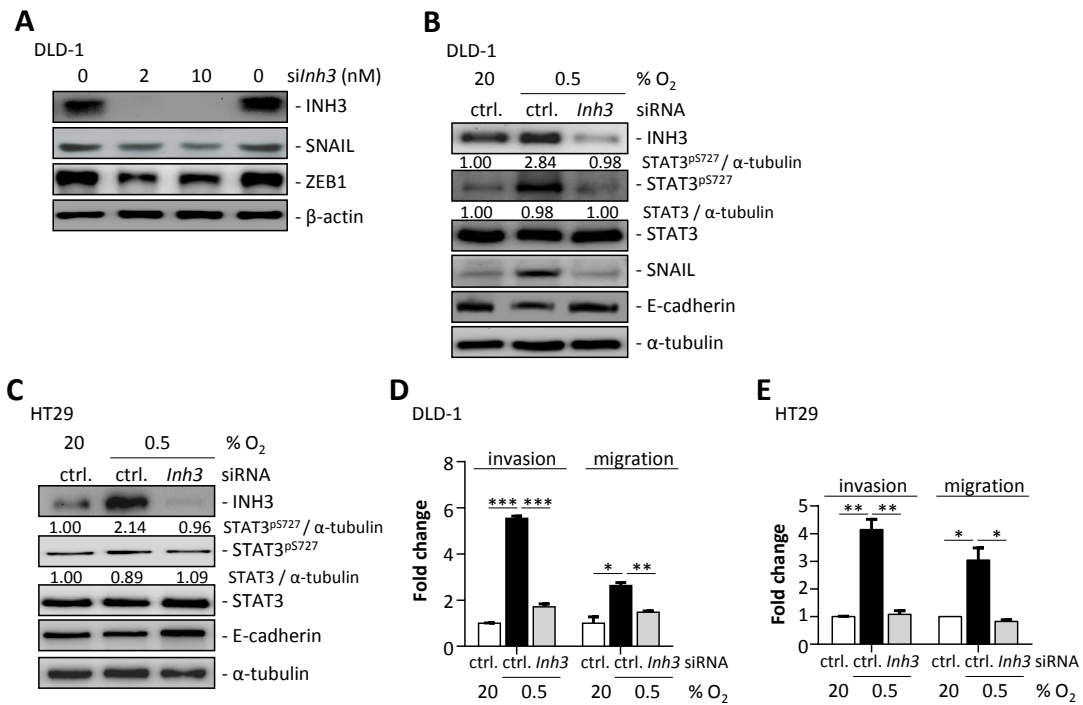 A
DLD-1
0 2 10 0 siInh3 (nM)
- INH3
- SNAIL
- ZEB1
- β-actin
B
DLD-1
20 0.5 % O2
ctrl. ctrl. Inh3 siRNA
- INH3
1.00 2.84 0.98 STAT3pS727 / α-tubulin
- STAT3pS727
1.00 0.98 1.00 STAT3 / α-tubulin
- STAT3
- SNAIL
- E-cadherin
- α-tubulin
C
HT29
20 0.5 % O2
ctrl. ctrl. Inh3 siRNA
- INH3
1.00 2.14 0.96 STAT3pS727 / α-tubulin
- STAT3pS727
1.00 0.89 1.09 STAT3 / α-tubulin
- STAT3
- E-cadherin
- α-tubulin
D
DLD-1
invasion migration
*** *** * **
Fold change
8
6
4
2
0
ctrl. ctrl. Inh3 ctrl. ctrl. Inh3 siRNA
20 0.5 20 0.5 % O2
E
HT29
invasion migration
** ** * *
Fold change
5
4
3
2
1
0
ctrl. ctrl. Inh3 ctrl. ctrl. Inh3 siRNA
20 0.5 20 0.5 % O2